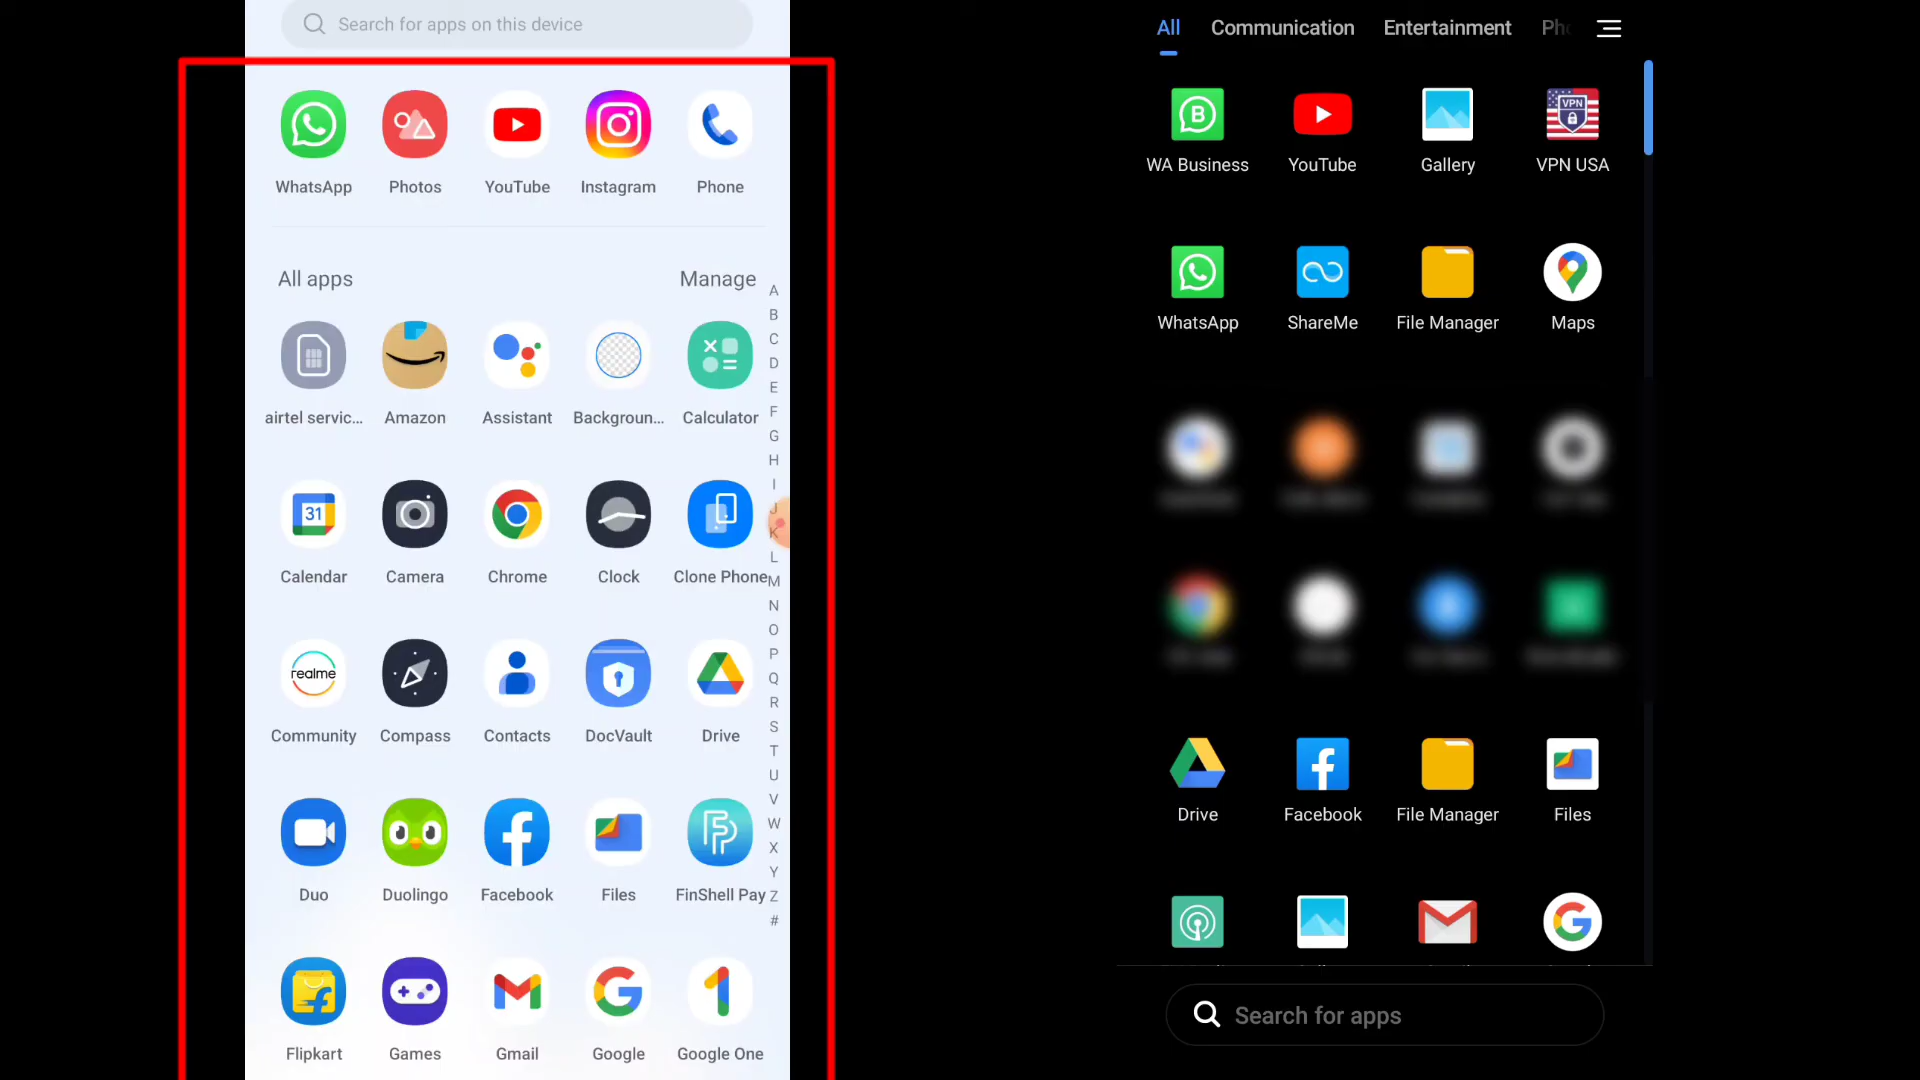 Search for apps on this device
WhatsApp Photos YouTube Instagram Phone
All apps Manage
A
B
C
D
E
F
G
H
I
J
K
L
M
N
O
P
Q
R
S
T
U
V
W
X
Y
Z
#
airtel servic... Amazon Assistant Backgroun... Calculator
31
Calendar Camera Chrome Clock Clone Phone
realme
Community Compass Contacts DocVault Drive
Duo Duolingo Facebook Files FinShell Pay
Flipkart Games Gmail Google Google One
All Communication Entertainment
B
VPN
WA Business YouTube Gallery VPN USA
WhatsApp ShareMe File Manager Maps
Drive Facebook File Manager Files
Search for apps